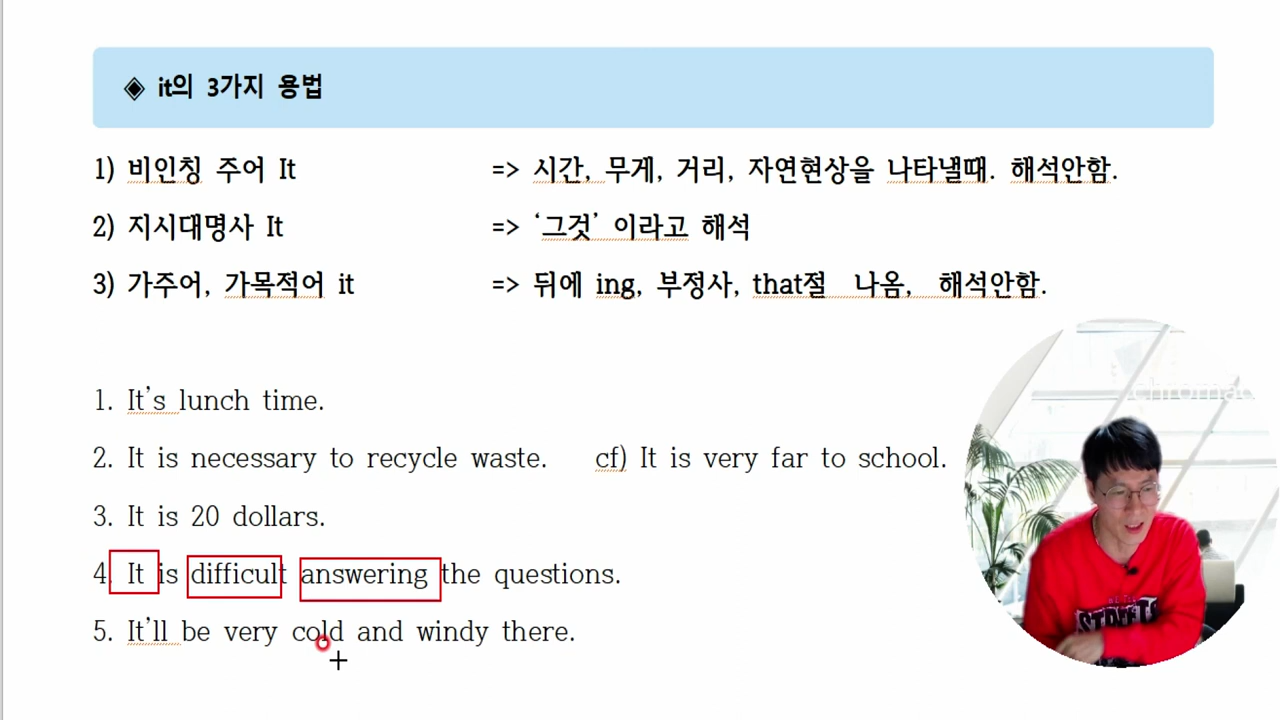 ◈ it의 3가지 용법
1) 비인칭 주어 It => 시간, 무게, 거리, 자연현상을 나타낼때. 해석안함.
2) 지시대명사 It => ‘그것’ 이라고 해석
3) 가주어, 가목적어 it => 뒤에 ing, 부정사, that절 나옴, 해석안함.
1. It’s lunch time.
2. It is necessary to recycle waste. cf) It is very far to school.
3. It is 20 dollars.
4. It is difficult answering the questions.
5. It’ll be very cold and windy there.
STREETS